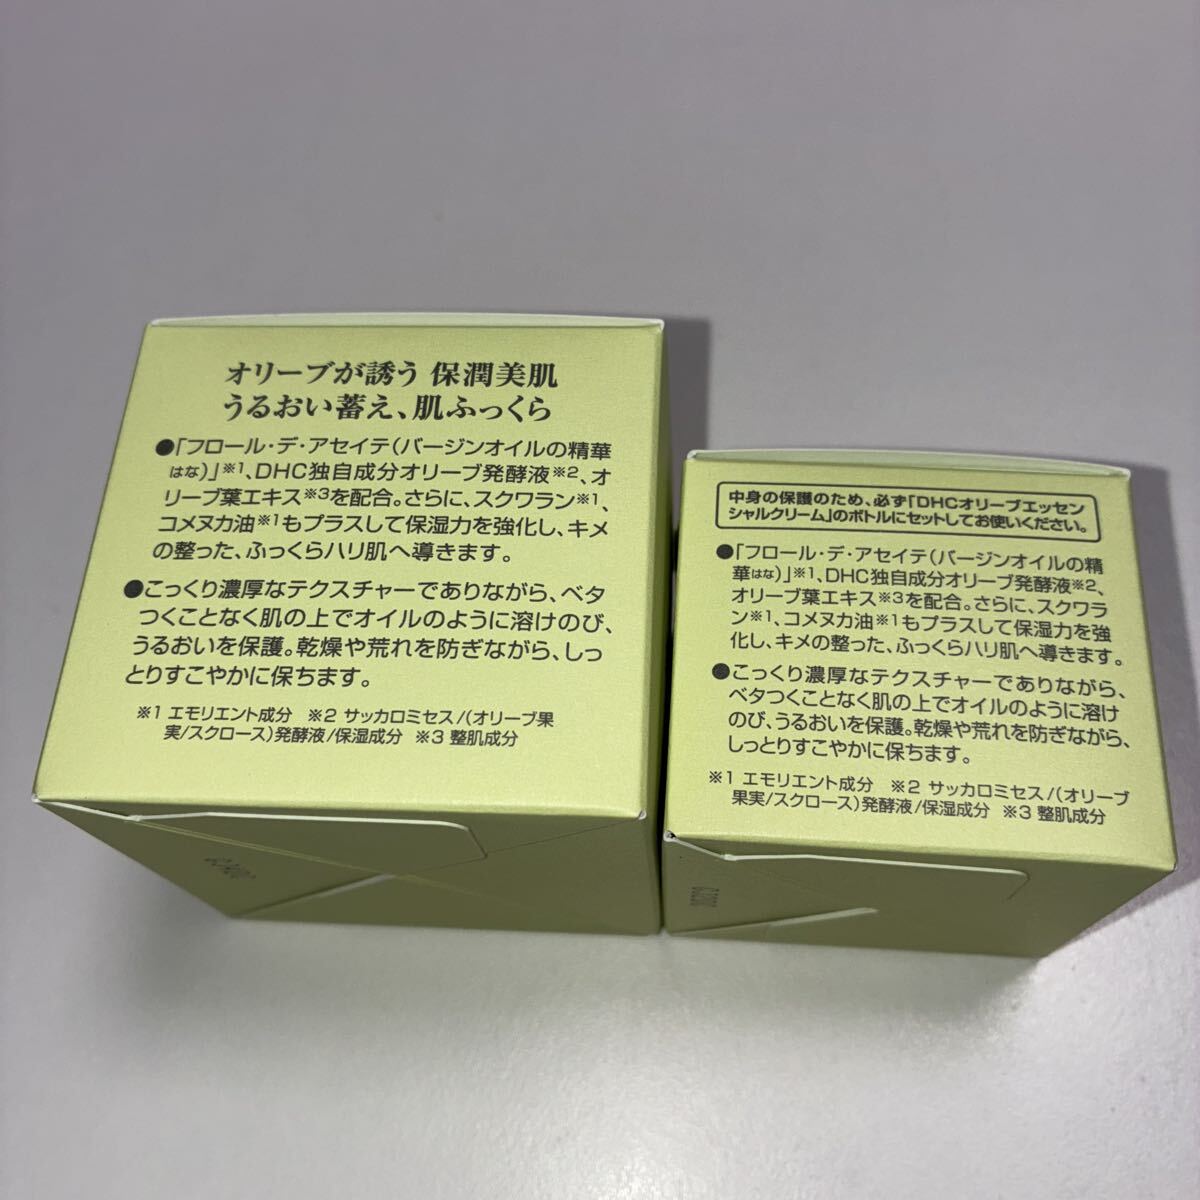 オリーブが誘う 保潤美肌
うるおい蓄え、肌ふっくら
●「フロール・デ・アセイテ(バージンオイルの精華
はな)」※1、DHC独自成分オリーブ発酵液※2、オ
リーブ葉エキス※3を配合。さらに、スクワラン※1、
コメヌカ油※1もプラスして保湿力を強化し、キメ
の整った、ふっくらハリ肌へ導きます。
●こっくり濃厚なテクスチャーでありながら、ベタ
つくことなく肌の上でオイルのように溶けのび、
うるおいを保護。乾燥や荒れを防ぎながら、しっ
とりすこやかに保ちます。
※1 エモリエント成分 ※2 サッカロミセス/(オリーブ果
実/スクロース)発酵液/保湿成分 ※3 整肌成分
中身の保護のため、必ず「DHCオリーブエッセン
シャルクリーム」のボトルにセットしてお使いください。
●「フロール・デ・アセイテ(バージンオイルの精
華はな)」※1、DHC独自成分オリーブ発酵液※2、
オリーブ葉エキス※3を配合。さらに、スクワラ
ン※1、コメヌカ油※1もプラスして保湿力を強
化し、キメの整った、ふっくらハリ肌へ導きます。
●こっくり濃厚なテクスチャーでありながら、
ベタつくことなく肌の上でオイルのように溶け
のび、うるおいを保護。乾燥や荒れを防ぎながら、
しっとりすこやかに保ちます。
※1 エモリエント成分 ※2 サッカロミセス/(オリーブ
果実/スクロース)発酵液/保湿成分 ※3 整肌成分